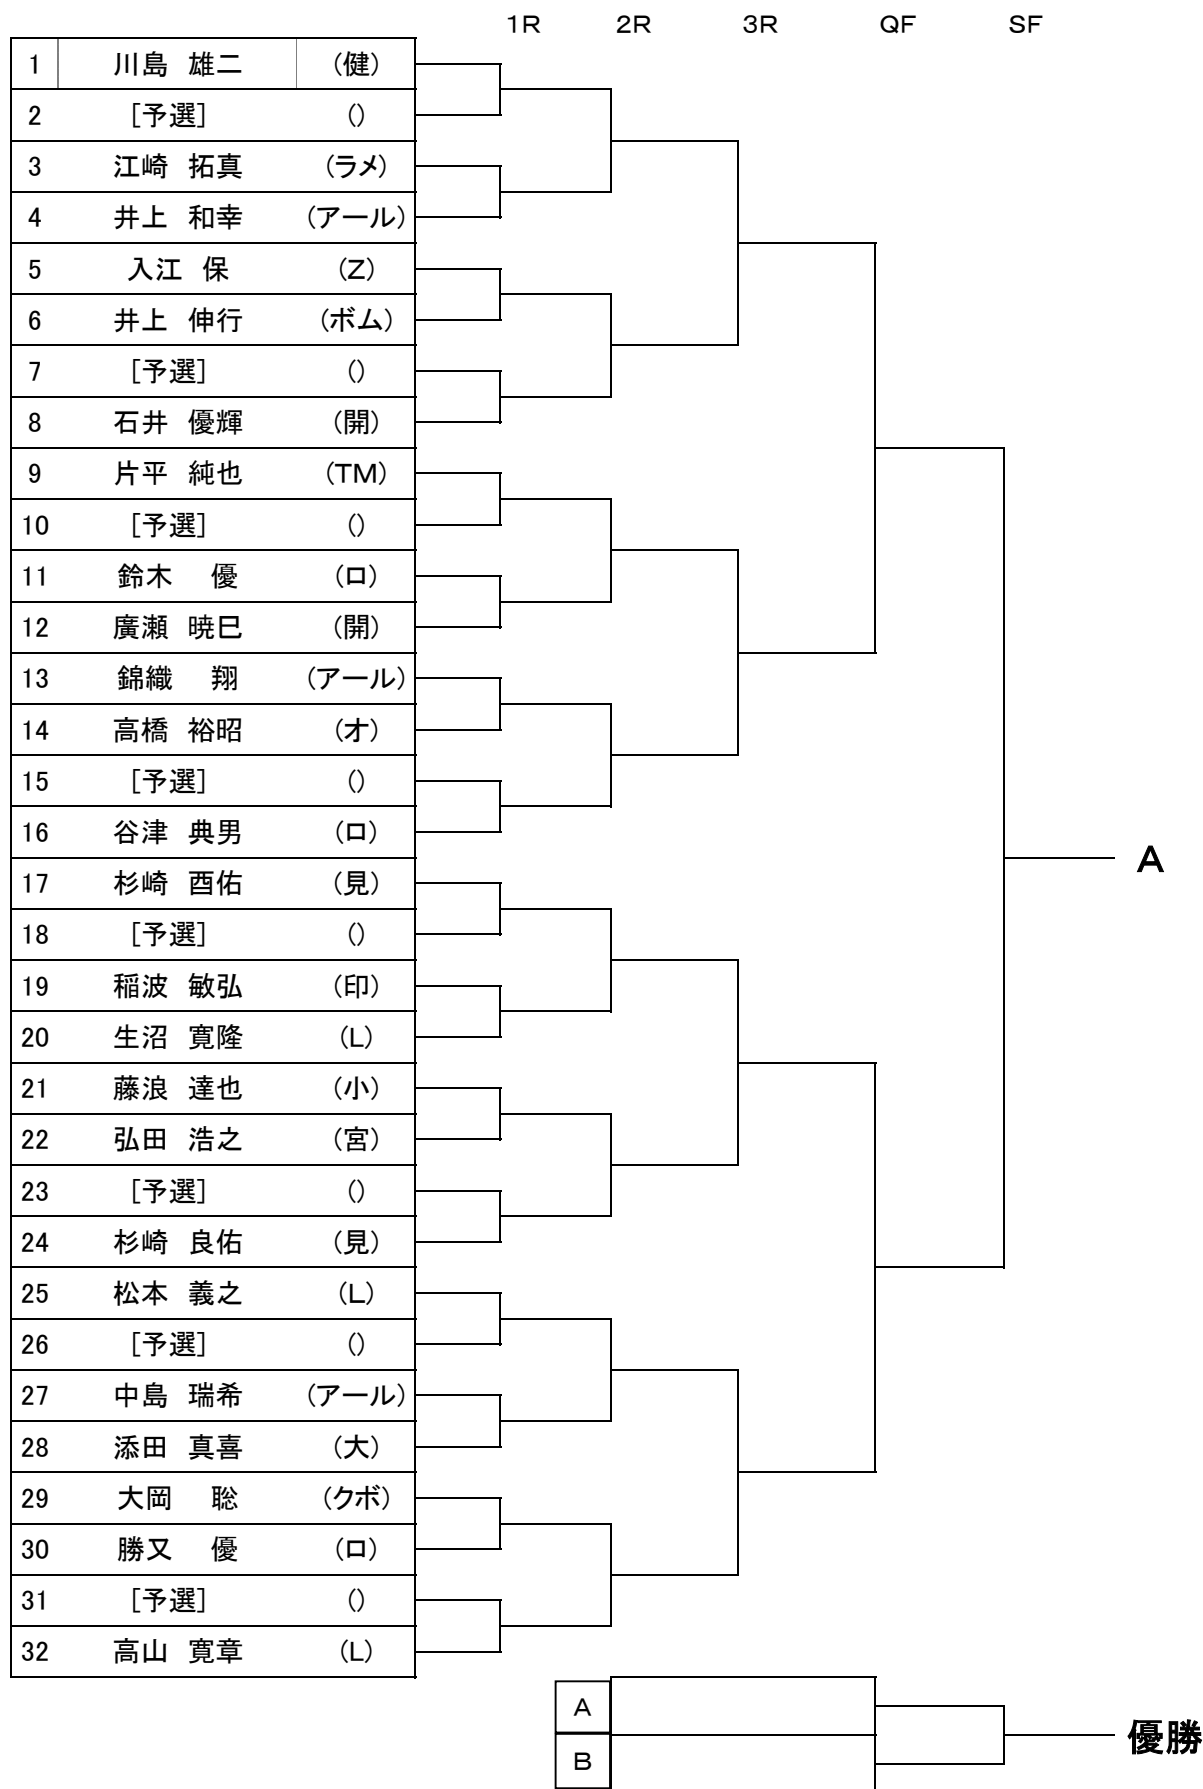 1R 2R 3R QF SF
1 川島 雄二 (健)
2 [予選] ()
3 江崎 拓真 (ラメ)
4 井上 和幸 (アール)
5 入江 保 (Z)
6 井上 伸行 (ボム)
7 [予選] ()
8 石井 優輝 (開)
9 片平 純也 (TM)
10 [予選] ()
11 鈴木 優 (ロ)
12 廣瀬 暁巳 (開)
13 錦織 翔 (アール)
14 高橋 裕昭 (才)
15 [予選] ()
16 谷津 典男 (ロ)
A
17 杉崎 酉佑 (見)
18 [予選] ()
19 稲波 敏弘 (印)
20 生沼 寛隆 (L)
21 藤浪 達也 (小)
22 弘田 浩之 (宮)
23 [予選] ()
24 杉崎 良佑 (見)
25 松本 義之 (L)
26 [予選] ()
27 中島 瑞希 (アール)
28 添田 真喜 (大)
29 大岡 聡 (クボ)
30 勝又 優 (ロ)
31 [予選] ()
32 高山 寛章 (L)
A
優勝
B